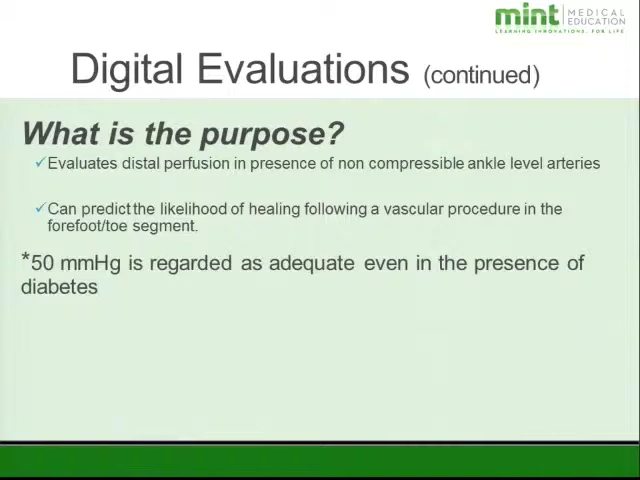 mint MEDICAL
EDUCATION
LEARNING INNOVATIONS. FOR LIFE
Digital Evaluations (continued)
What is the purpose?
✓Evaluates distal perfusion in presence of non compressible ankle level arteries
✓Can predict the likelihood of healing following a vascular procedure in the
forefoot/toe segment.
*50 mmHg is regarded as adequate even in the presence of
diabetes